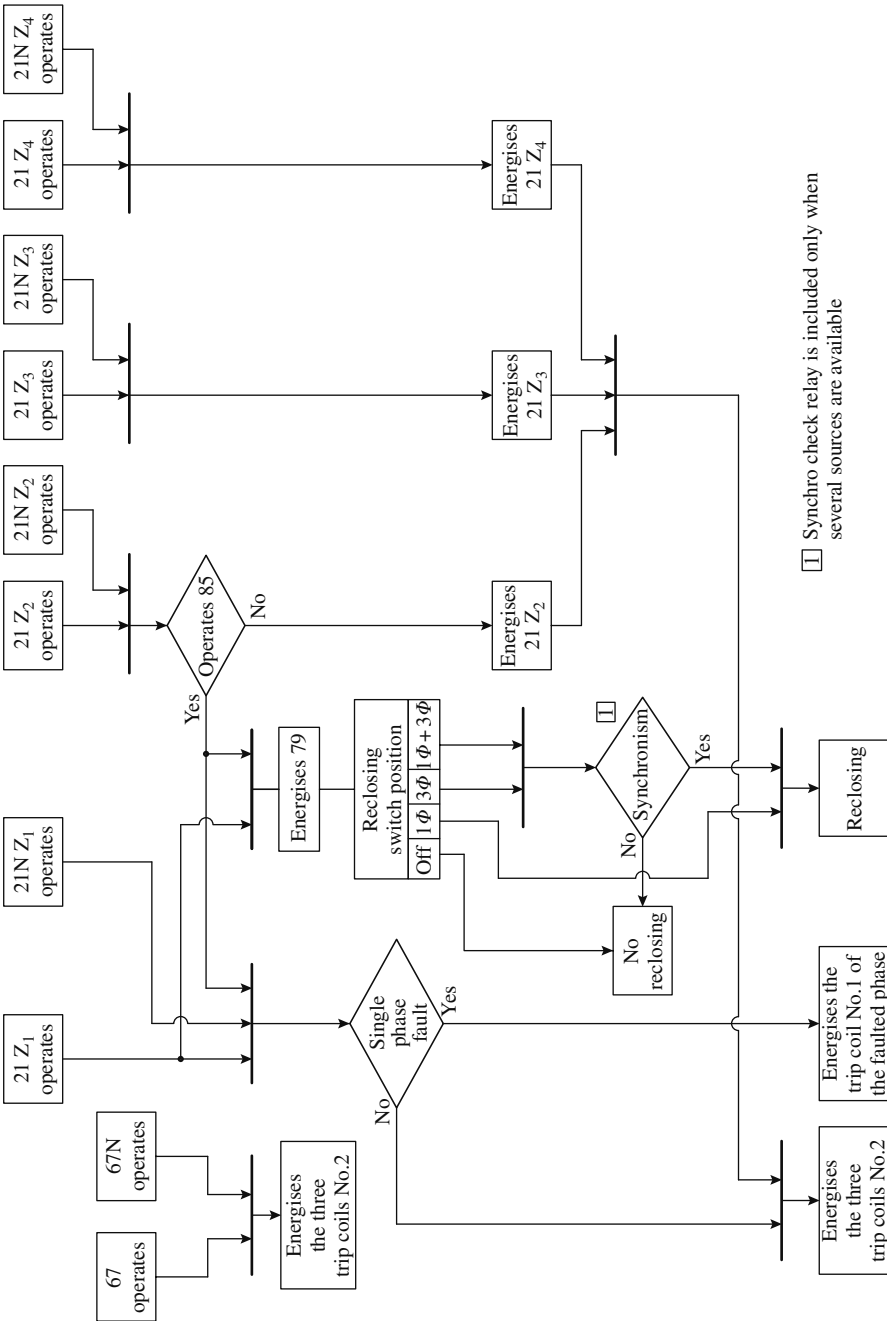 67
operates
67N
operates
Energises
the three
trip coils No.2
21 Z₁
operates
21N Z₁
operates
21 Z₂
operates
21N Z₂
operates
21 Z₃
operates
21N Z₃
operates
21 Z₄
operates
21N Z₄
operates
Operates 85
Yes
No
Energises 79
Reclosing
switch position
Off 1Φ 3Φ 1Φ + 3Φ
Single
phase
fault
No
Yes
1
Synchronism
No
Yes
No
reclosing
Energises
21 Z₂
Energises
21 Z₃
Energises
21 Z₄
Energises
the three
trip coils No.2
Energises the
trip coil No.1 of
the faulted phase
Reclosing
1 Synchro check relay is included only when
several sources are available